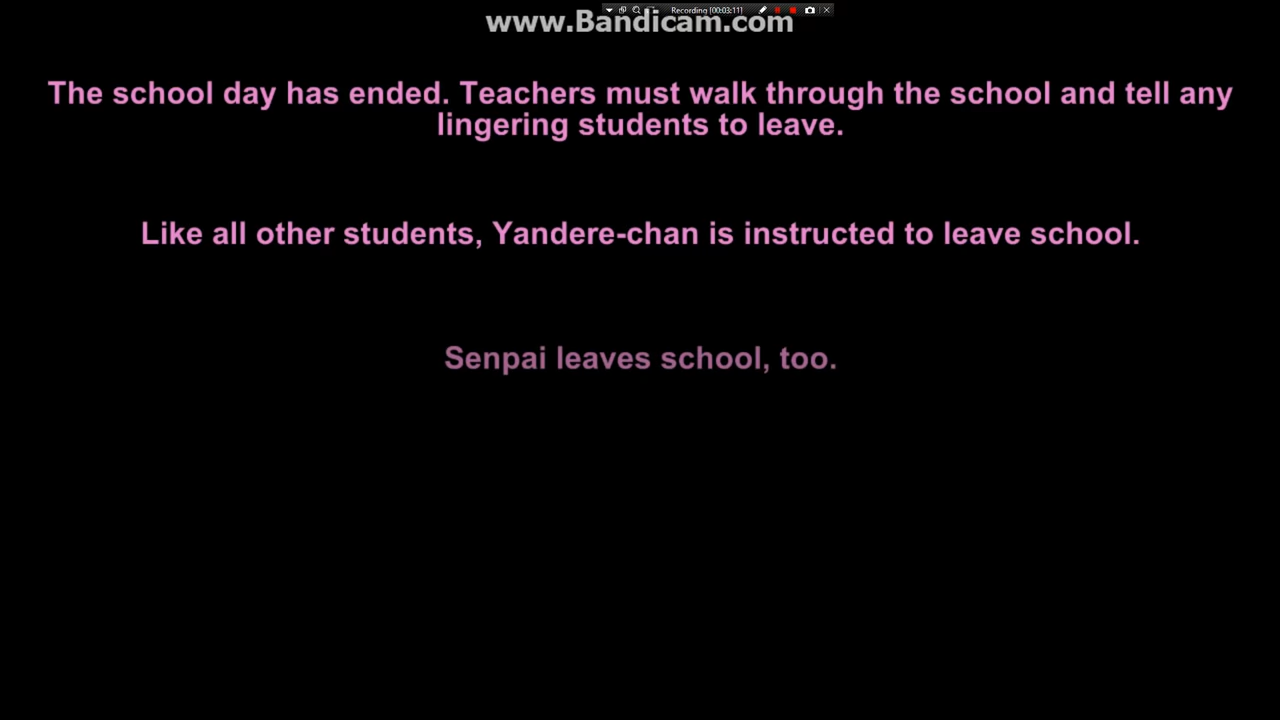 Recording [00:03:11]
www.Bandicam.com
The school day has ended. Teachers must walk through the school and tell any
lingering students to leave.
Like all other students, Yandere-chan is instructed to leave school.
Senpai leaves school, too.